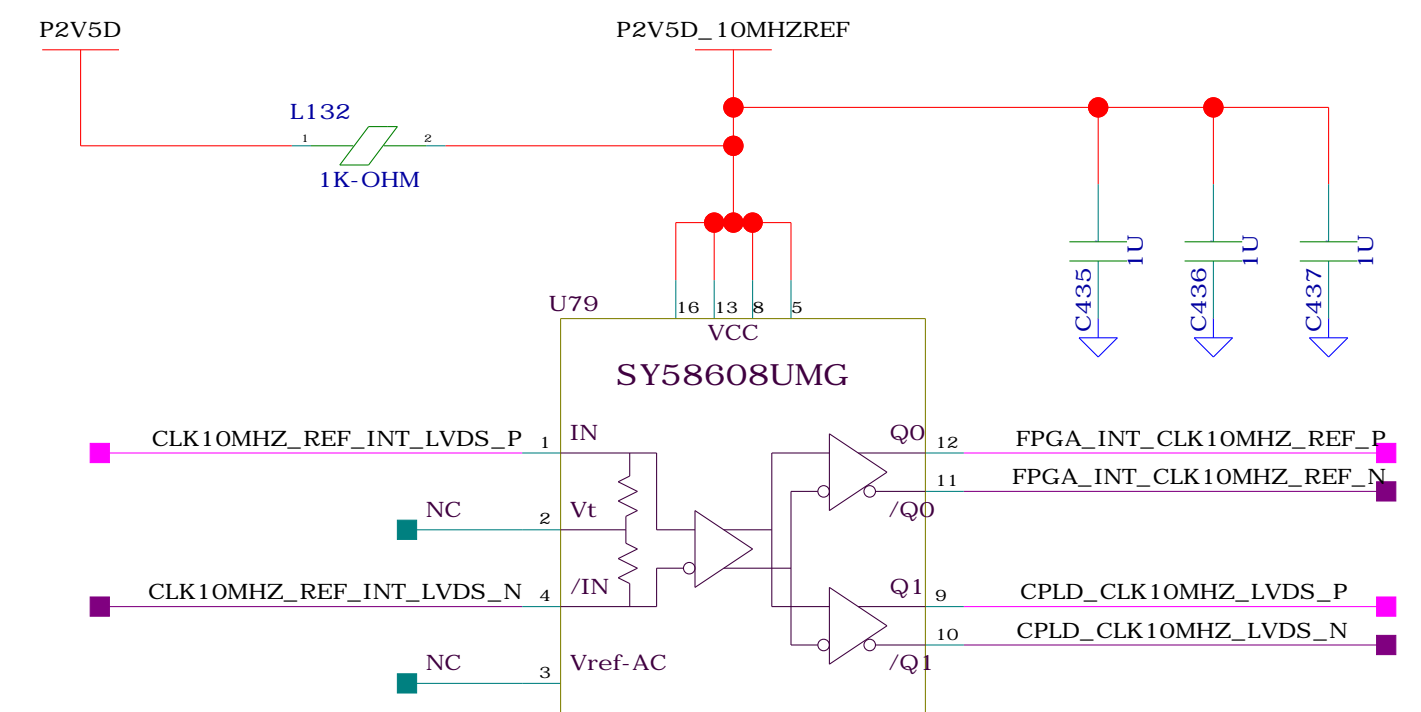 P2V5D
P2V5D_10MHZREF
L132
1
2
1K-OHM
1U
1U
1U
C435
C436
C437
U79
16
13
8
5
VCC
SY58608UMG
CLK10MHZ_REF_INT_LVDS_P
1
IN
Q0
12
FPGA_INT_CLK10MHZ_REF_P
11
FPGA_INT_CLK10MHZ_REF_N
/Q0
NC
2
Vt
CLK10MHZ_REF_INT_LVDS_N
4
/IN
Q1
9
CPLD_CLK10MHZ_LVDS_P
10
CPLD_CLK10MHZ_LVDS_N
/Q1
NC
3
Vref-AC